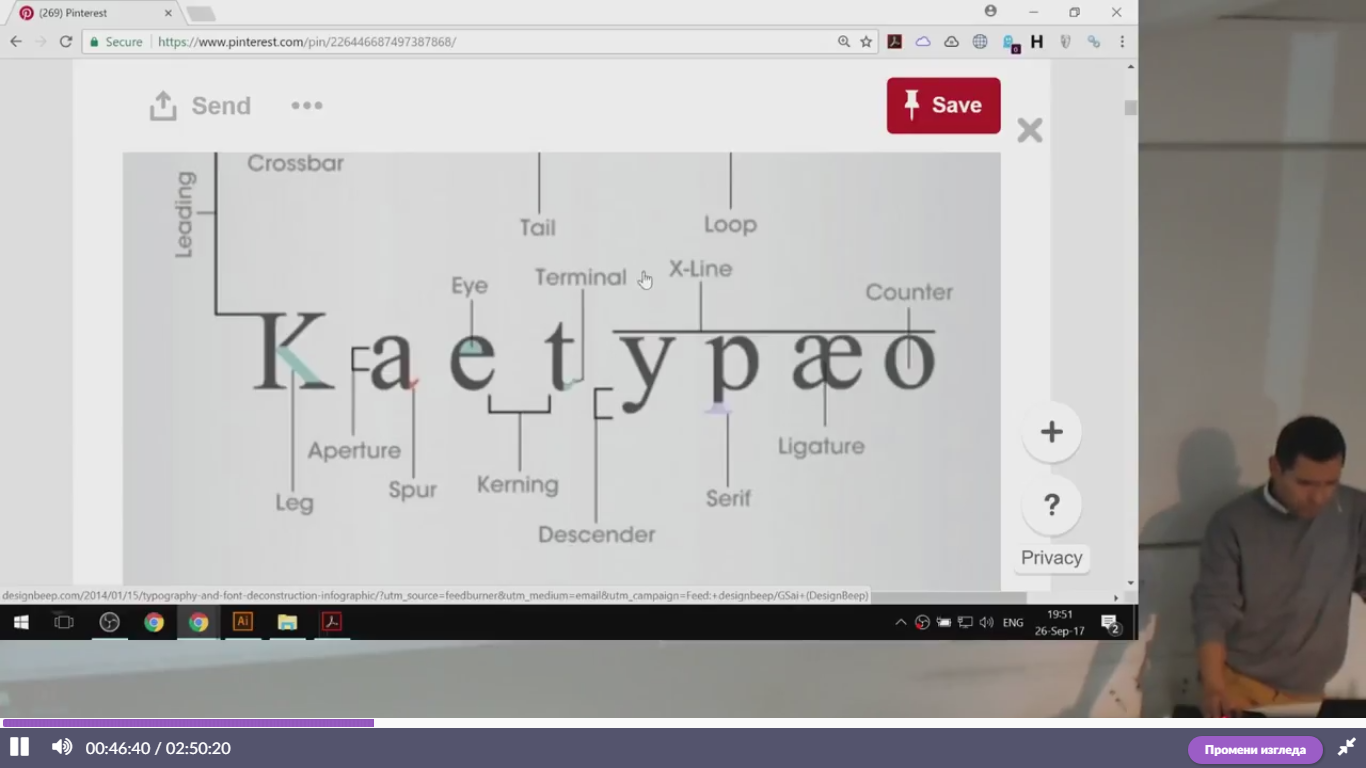 (269) Pinterest
Secure
https://www.pinterest.com/pin/226446687497387868/
H
Send
Save
Crossbar
Leading
Tail
Loop
Eye
Terminal
X-Line
Counter
K a e t y p æ o
Aperture
Leg
Spur
Kerning
Descender
Serif
Ligature
+
?
Privacy
designbeep.com/2014/01/15/typography-and-font-deconstruction-infographic/?utm_source=feedburner&utm_medium=email&utm_campaign=Feed:+designbeep/GSai+(DesignBeep)
Ai
ENG
19:51
26-Sep-17
2
00:46:40 / 02:50:20
Промени изгледа